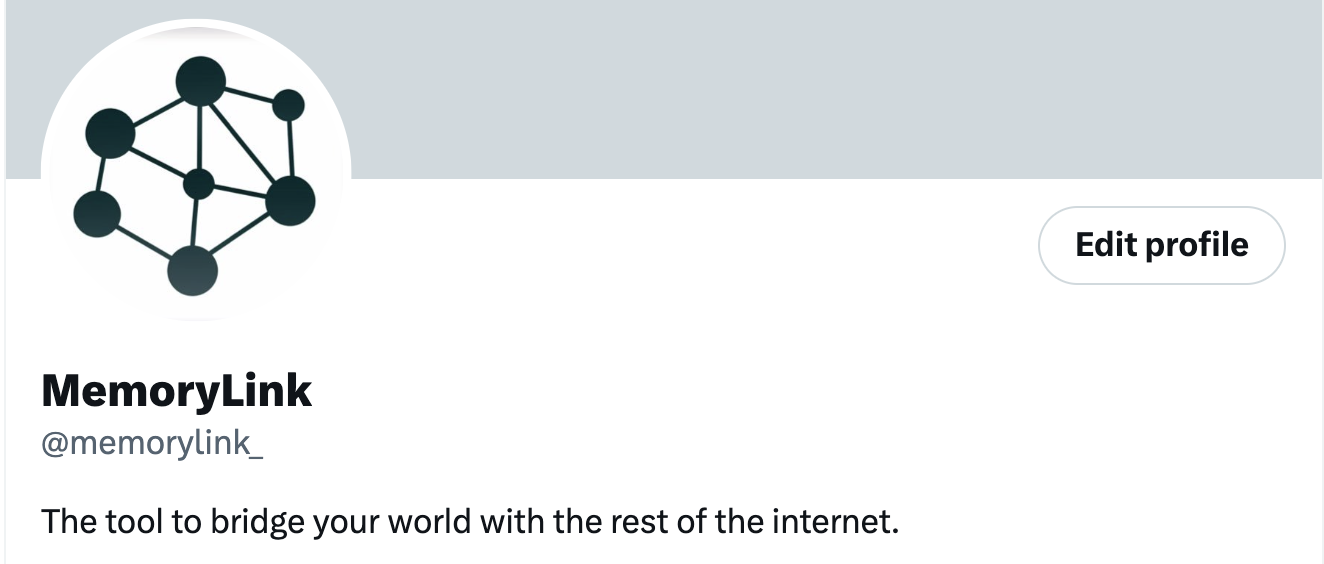 Edit profile
MemoryLink
@memorylink_
The tool to bridge your world with the rest of the internet.